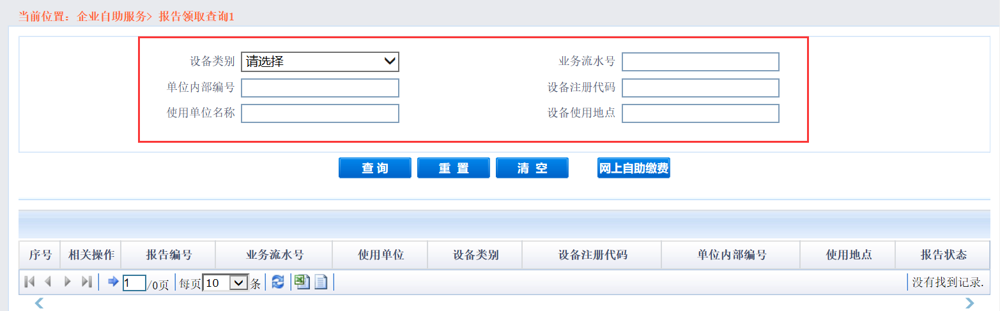 当前位置：企业自助服务> 报告领取查询1
设备类别 请选择 业务流水号
单位内部编号 设备注册代码
使用单位名称 设备使用地点
查 询 重 置 清 空 网上自助缴费
序号 相关操作 报告编号 业务流水号 使用单位 设备类别 设备注册代码 单位内部编号 使用地点 报告状态
1 /0页 每页 10 条 没有找到记录.